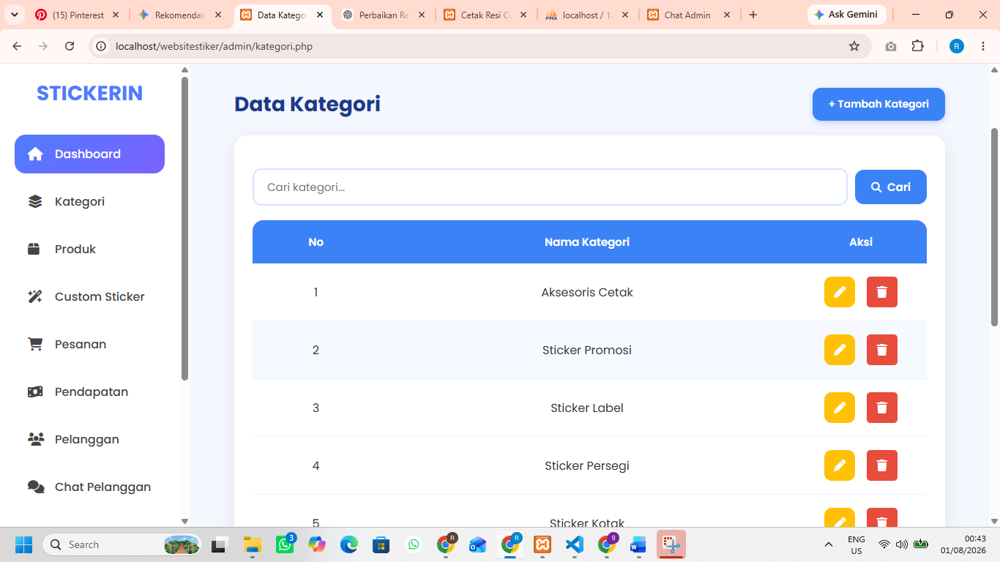 (15) Pinterest
Rekomendas
Data Katego
Perbaikan Re
Cetak Resi C
localhost / 12
Chat Admin
Ask Gemini
localhost/websitestiker/admin/kategori.php
R
STICKERIN
Dashboard
Kategori
Produk
Custom Sticker
Pesanan
Pendapatan
Pelanggan
Chat Pelanggan
Data Kategori
+ Tambah Kategori
Cari kategori...
Cari
No Nama Kategori Aksi
1 Aksesoris Cetak
2 Sticker Promosi
3 Sticker Label
4 Sticker Persegi
5 Sticker Kotak
Search
3
R
R
g
ENG
US
00:43
01/08/2026